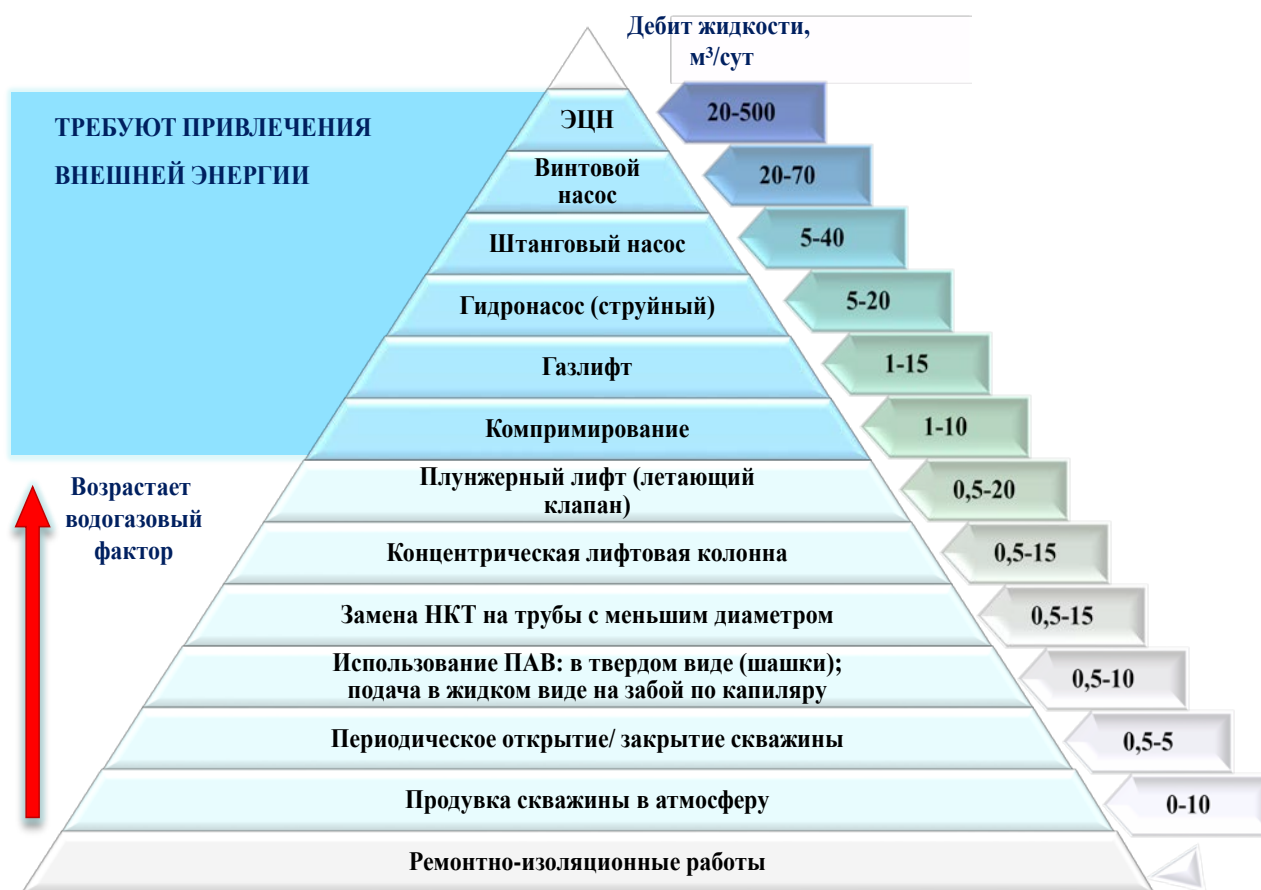 Дебит жидкости,
м³/сут
ТРЕБУЮТ ПРИВЛЕЧЕНИЯ
ВНЕШНЕЙ ЭНЕРГИИ
ЭЦН
20-500
Винтовой
насос
20-70
Штанговый насос
5-40
Гидронасос (струйный)
5-20
Газлифт
1-15
Компримирование
1-10
Возрастает
водогазовый
фактор
Плунжерный лифт (летающий
клапан)
0,5-20
Концентрическая лифтовая колонна
0,5-15
Замена НКТ на трубы с меньшим диаметром
0,5-15
Использование ПАВ: в твердом виде (шашки);
подача в жидком виде на забой по капиляру
0,5-10
Периодическое открытие/ закрытие скважины
0,5-5
Продувка скважины в атмосферу
0-10
Ремонтно-изоляционные работы